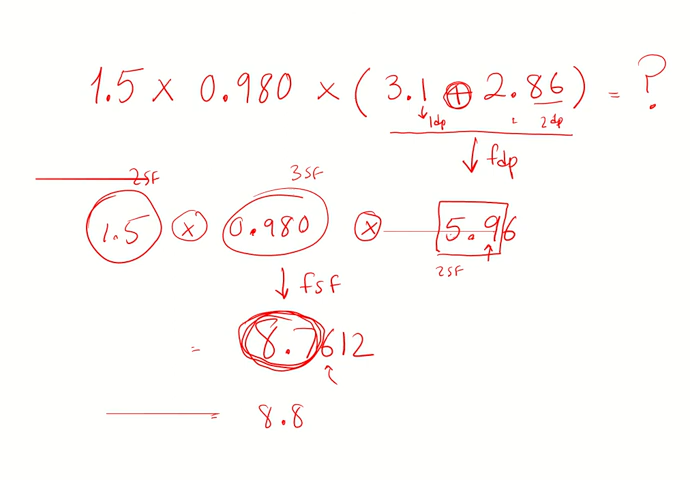 1.5 × 0.980 × ( 3.1 ⊕ 2.86 ) = ?
1dp 2dp
fdp
2SF 3SF
1.5 × 0.980 × 5.96
2SF
fsf
= 8.7612
= 8.8